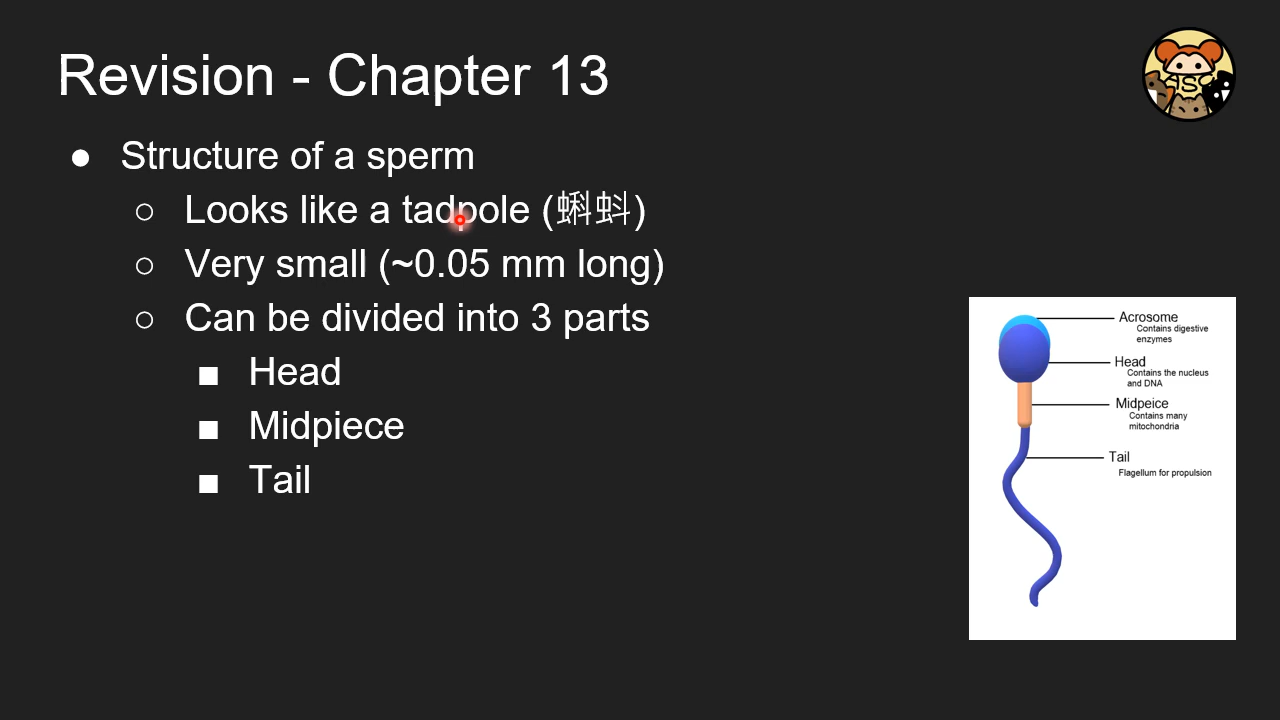 Revision - Chapter 13
● Structure of a sperm
○ Looks like a tadpole (蝌蚪)
○ Very small (~0.05 mm long)
○ Can be divided into 3 parts
■ Head
■ Midpiece
■ Tail
Acrosome
Contains digestive
enzymes
Head
Contains the nucleus
and DNA
Midpeice
Contains many
mitochondria
Tail
Flagellum for propulsion
S